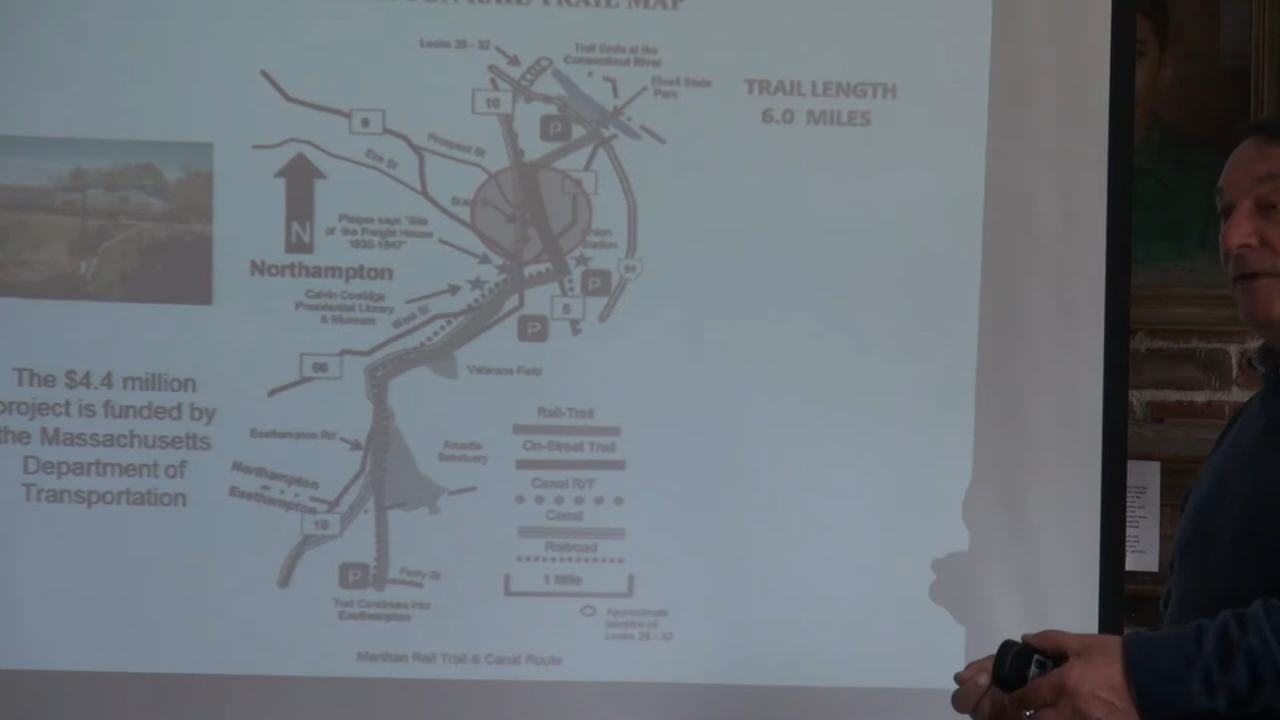 RAIL TRAIL MAP
Locks 28 - 32
Trail Ends at the
Connecticut River
Elwell State
Park
TRAIL LENGTH
6.0 MILES
10
9
P
Prospect St
Elm St
Plaque says: "Site
of the Freight House
1835-1847"
N
Northampton
Station
91
P
5
P
Calvin Coolidge
Presidential Library
& Museum
West St
66
Veterans Field
The $4.4 million
project is funded by
the Massachusetts
Department of
Transportation
Easthampton Rd
Arcadia
Sanctuary
Northampton
Easthampton
10
P
Ferry St
Trail Continues into
Easthampton
Rail-Trail
Co-Street Trail
Canal R/T
Canal
Railroad
1 Mile
Approximate
location of
Locks 28 - 32
Manhan Rail Trail & Canal Route